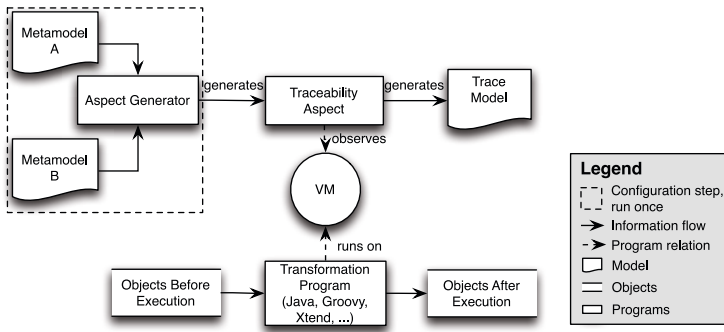 Metamodel
A
Aspect Generator
Metamodel
B
generates
Traceability
Aspect
generates
Trace
Model
observes
VM
runs on
Objects Before
Execution
Transformation
Program
(Java, Groovy,
Xtend, ...)
Objects After
Execution
Legend
Configuration step,
run once
Information flow
Program relation
Model
Objects
Programs